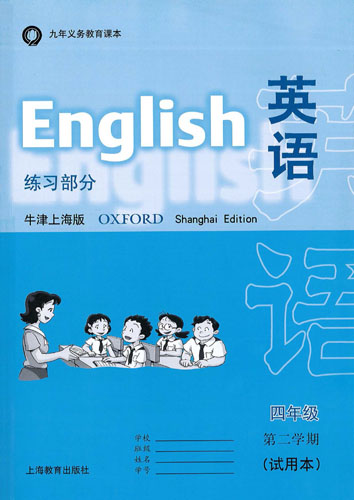 九年义务教育课本
English
英语
练习部分
牛津上海版 OXFORD Shanghai Edition
四年级
第二学期
(试用本)
学校
班级
姓名
学号
上海教育出版社